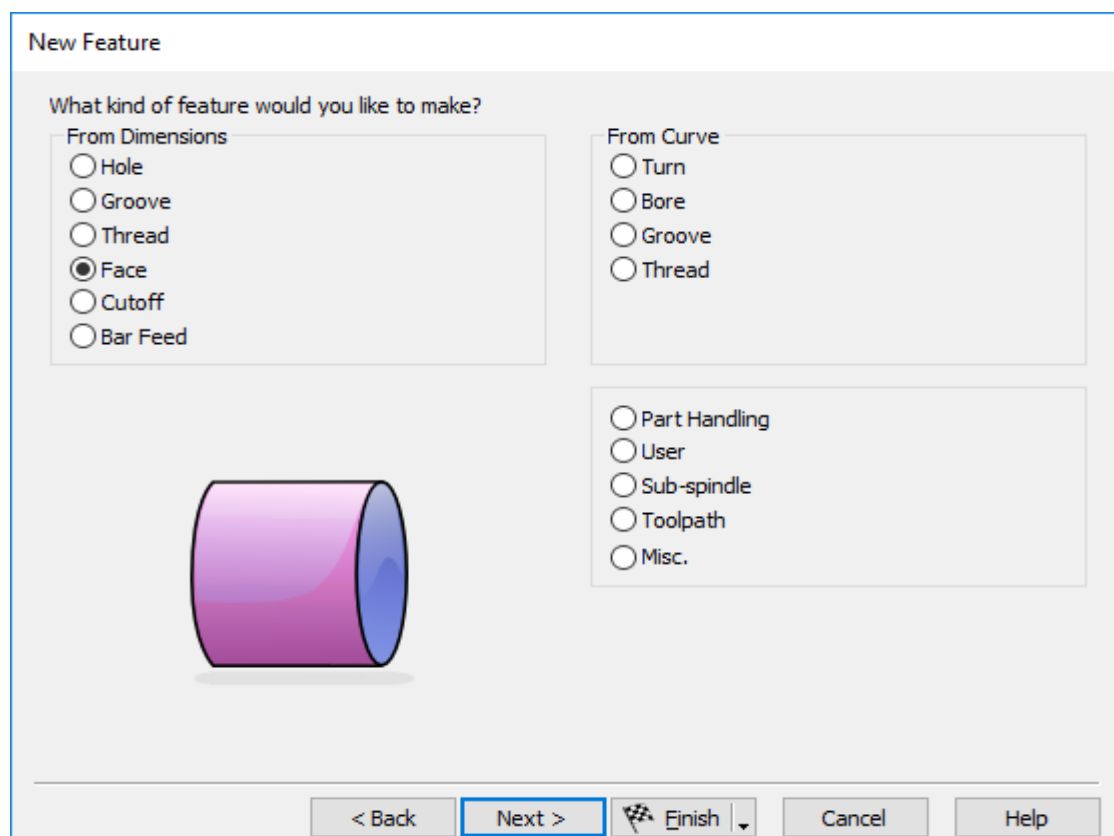 New Feature
What kind of feature would you like to make?
From Dimensions
Hole
Groove
Thread
Face
Cutoff
Bar Feed
From Curve
Turn
Bore
Groove
Thread
Part Handling
User
Sub-spindle
Toolpath
Misc.
< Back
Next >
Finish
Cancel
Help